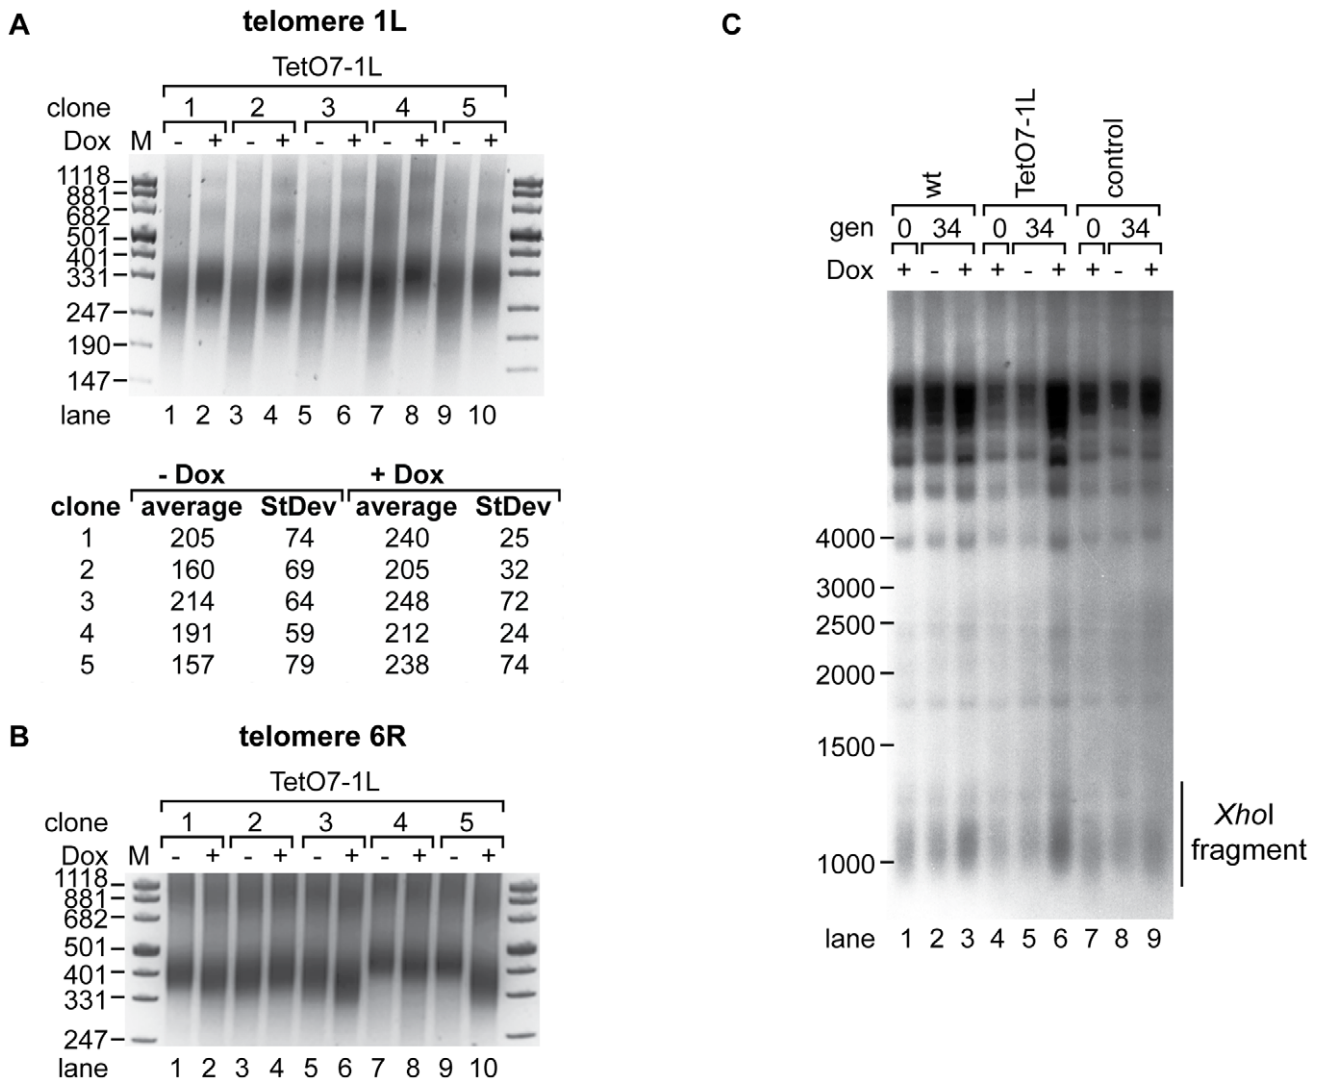 A
telomere 1L
TetO7-1L
clone 1 2 3 4 5
Dox M - + - + - + - + - +
1118
881
682
501
401
331
247
190
147
lane 1 2 3 4 5 6 7 8 9 10
- Dox + Dox
clone average StDev average StDev
1 205 74 240 25
2 160 69 205 32
3 214 64 248 72
4 191 59 212 24
5 157 79 238 74
B
telomere 6R
TetO7-1L
clone 1 2 3 4 5
Dox M - + - + - + - + - +
1118
881
682
501
401
331
247
lane 1 2 3 4 5 6 7 8 9 10
C
wt TetO7-1L control
gen 0 34 0 34 0 34
Dox + - + + - + + - +
4000
3000
2500
2000
1500
1000
XhoI
fragment
lane 1 2 3 4 5 6 7 8 9